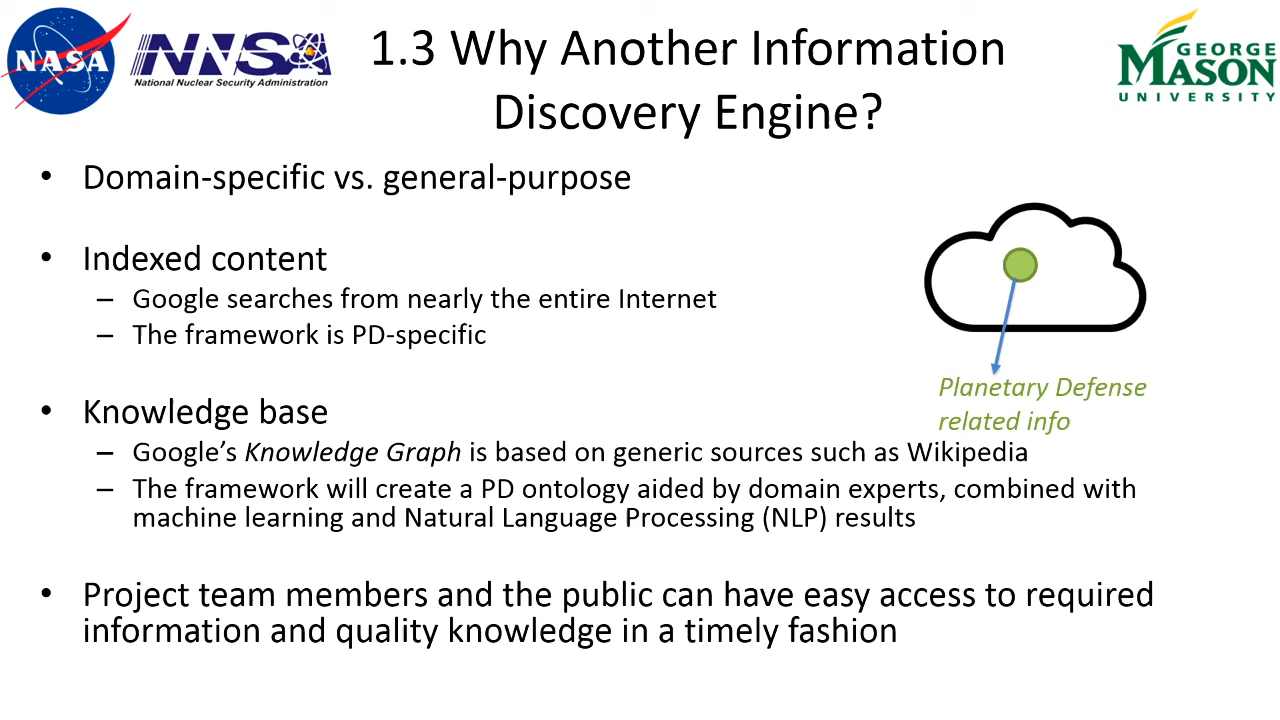 NASA
NNSA
National Nuclear Security Administration
1.3 Why Another Information
Discovery Engine?
GEORGE
MASON
UNIVERSITY
• Domain-specific vs. general-purpose
• Indexed content
– Google searches from nearly the entire Internet
– The framework is PD-specific
Planetary Defense
related info
• Knowledge base
– Google’s Knowledge Graph is based on generic sources such as Wikipedia
– The framework will create a PD ontology aided by domain experts, combined with
machine learning and Natural Language Processing (NLP) results
• Project team members and the public can have easy access to required
information and quality knowledge in a timely fashion